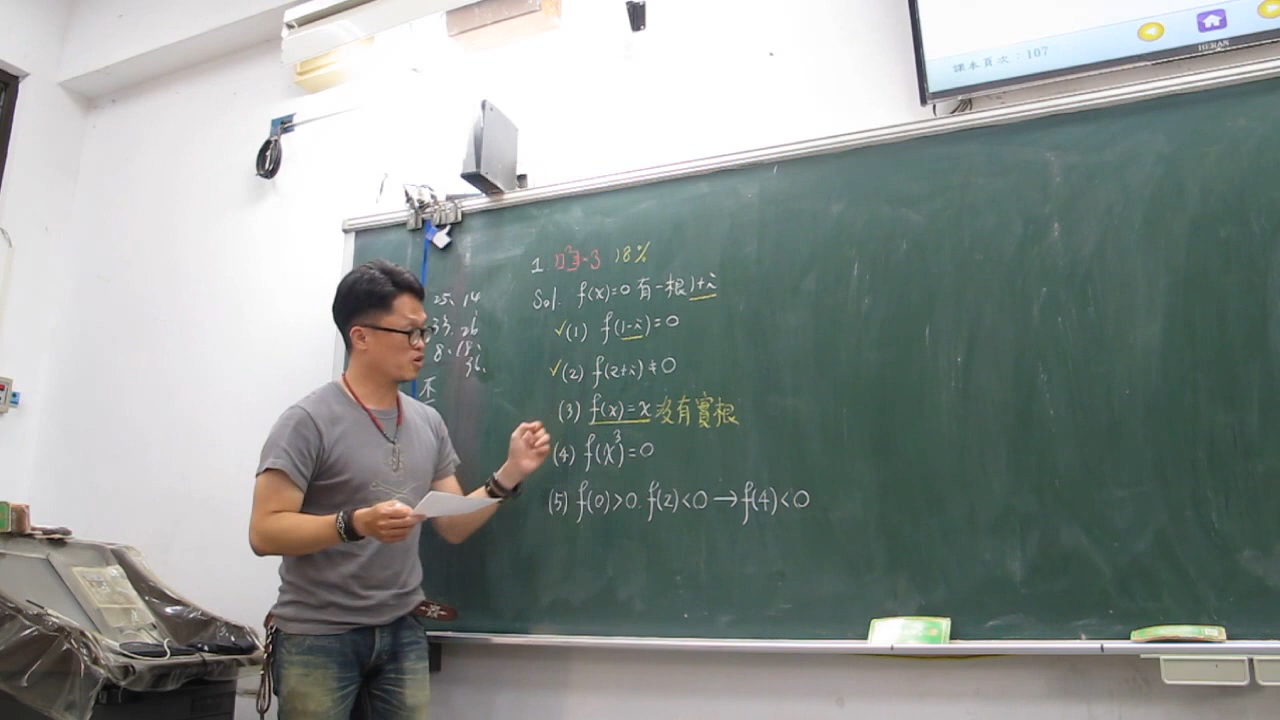 課本頁次：107
HERAN
25、14
33、26
8、18、
36、
不
1 18%
Sol. f(x)=0 有一根1+i
✓(1) f(1-i)=0
✓(2) f(2+i)≠0
(3) f(x)=x 沒有實根
(4) f(x³)=0
(5) f(0)>0. f(2)<0→f(4)<0